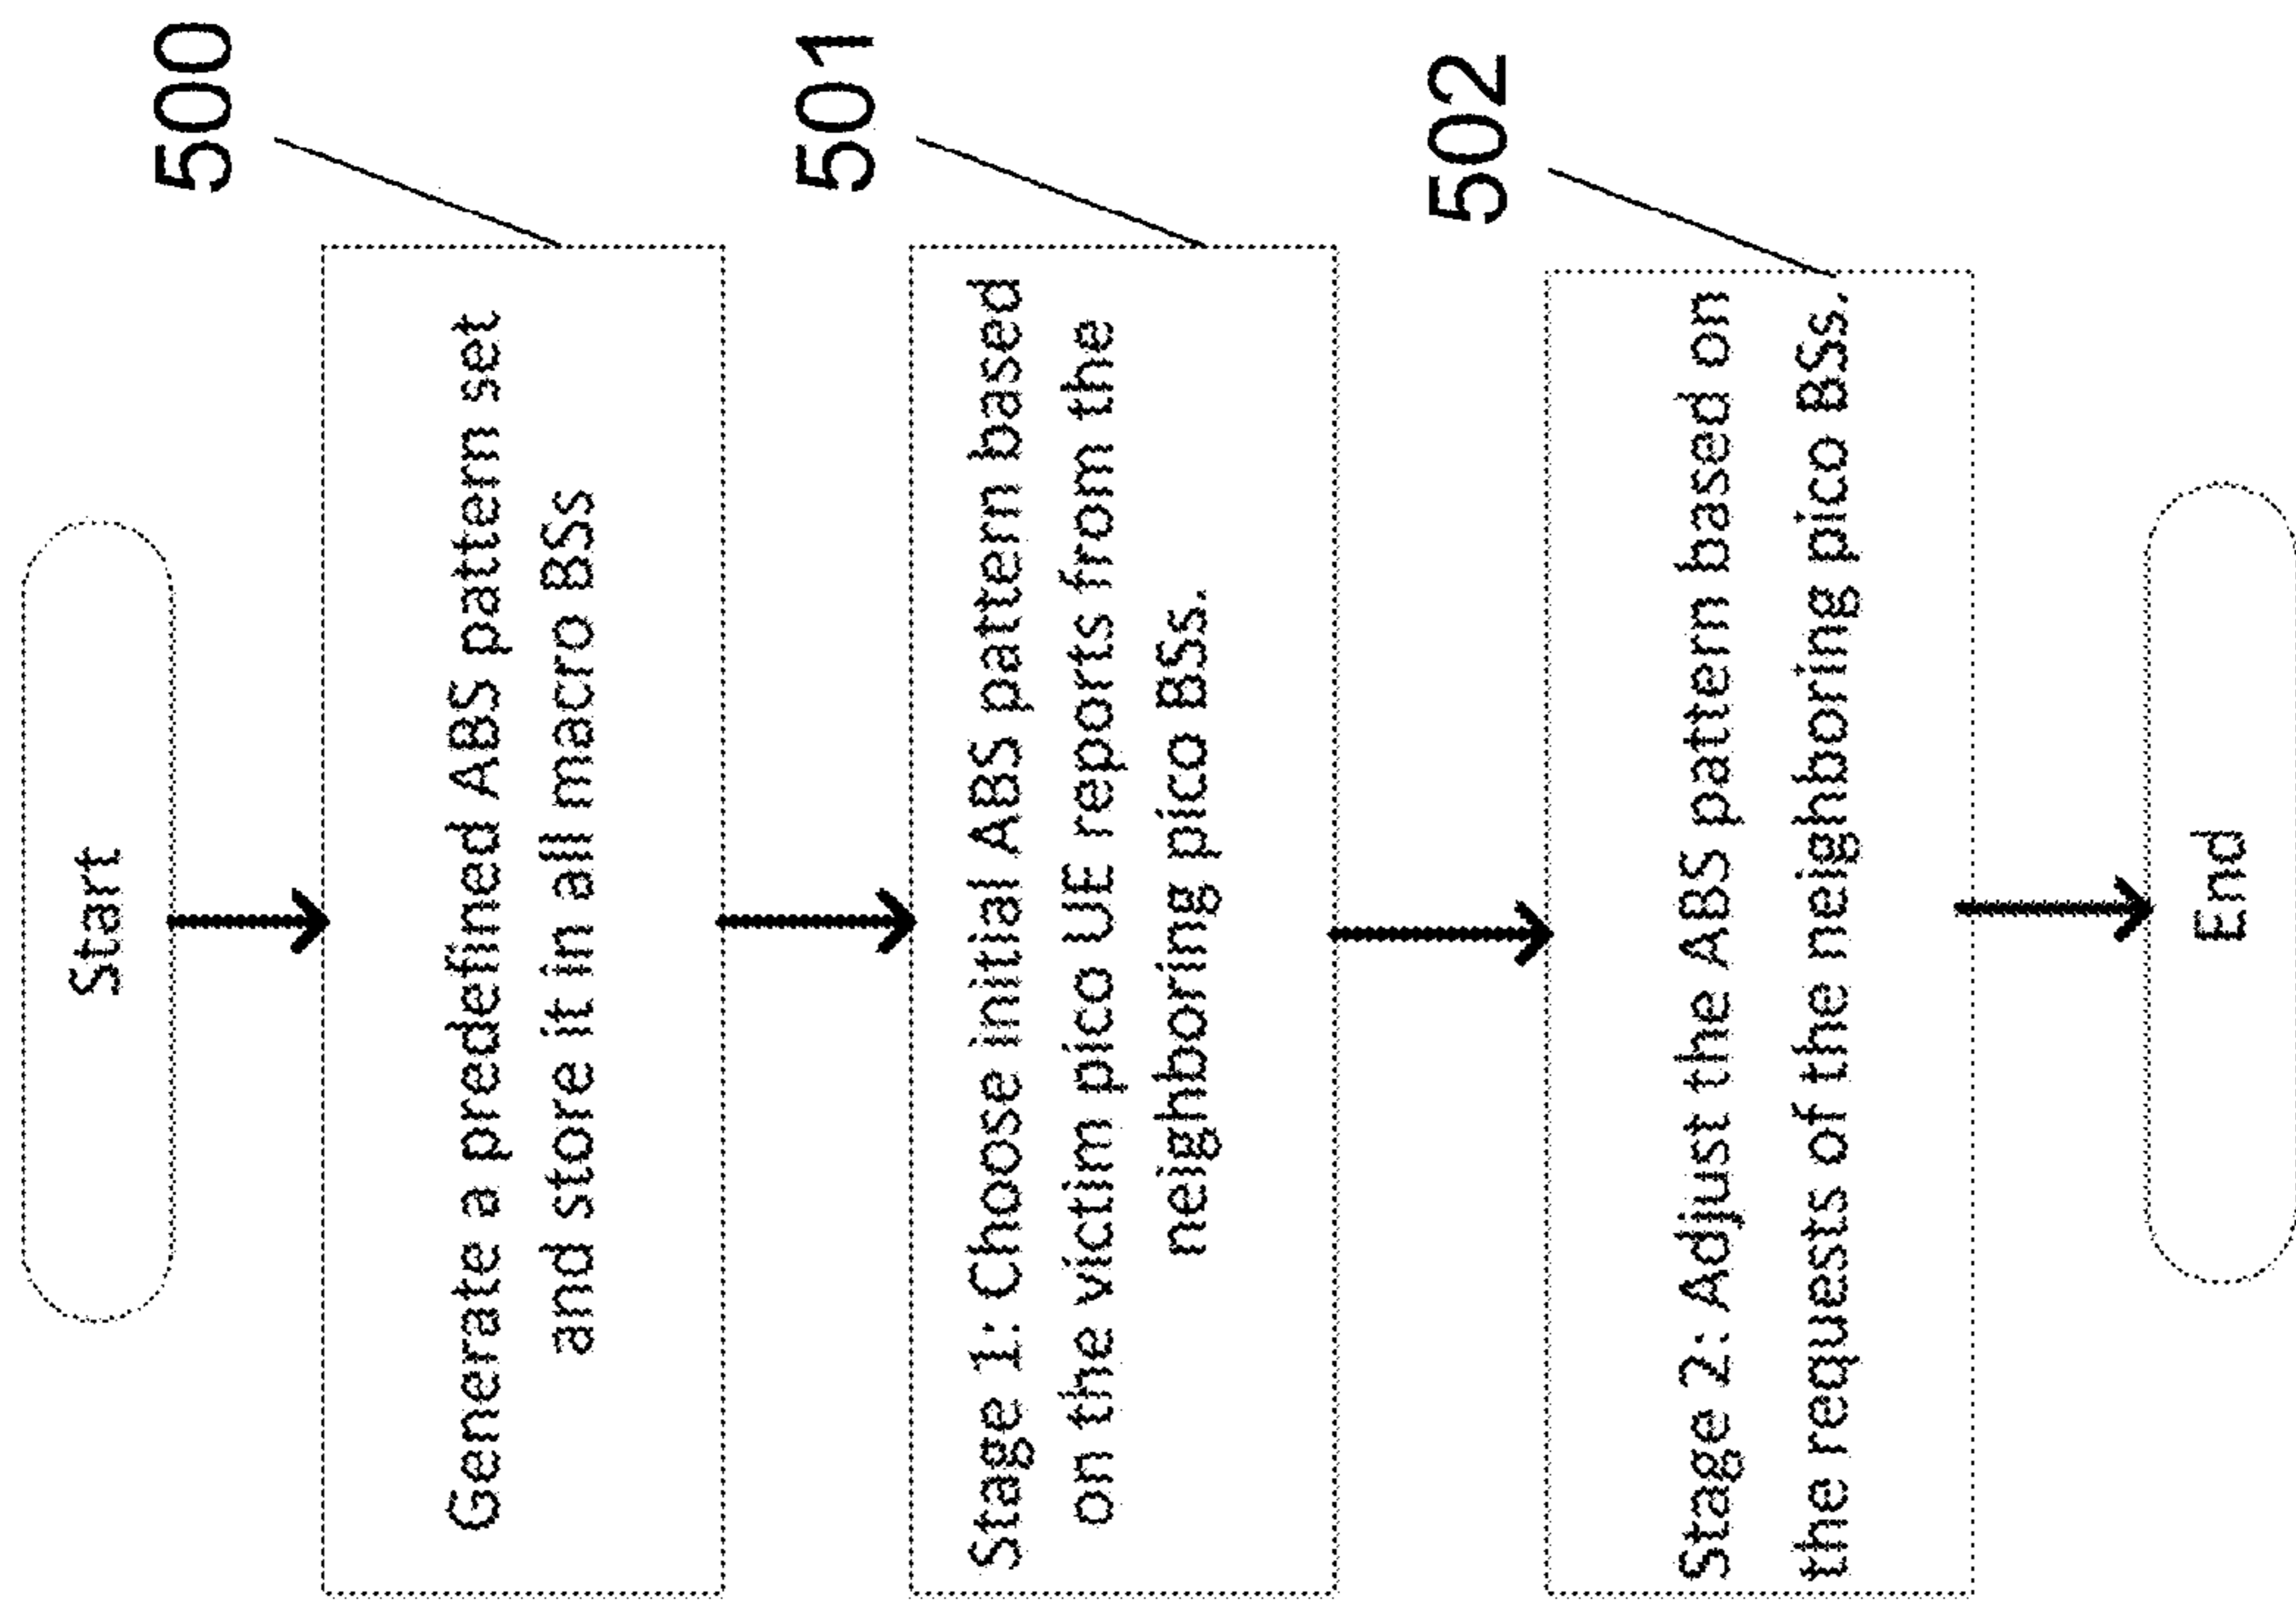 Start
500
Generate a predefined ABS pattern set
and store it in all macro BSs
501
Stage 1: Choose initial ABS pattern based
on the victim pico UE reports from the
neighboring pico BSs.
502
Stage 2: Adjust the ABS pattern based on
the requests of the neighboring pico BSs.
End